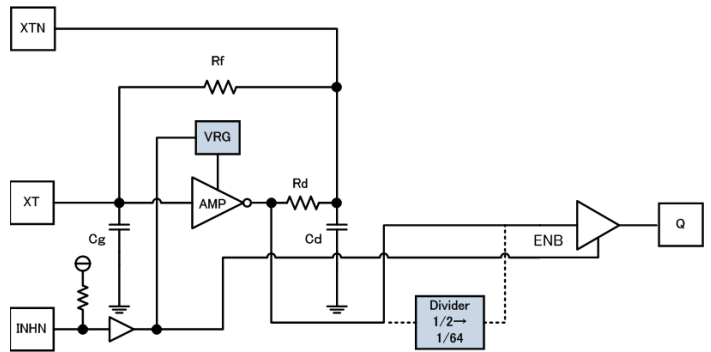 XTN
Rf
VRG
XT
AMP
Rd
Cg
Cd
ENB
Q
INHN
Divider
1/2→
1/64